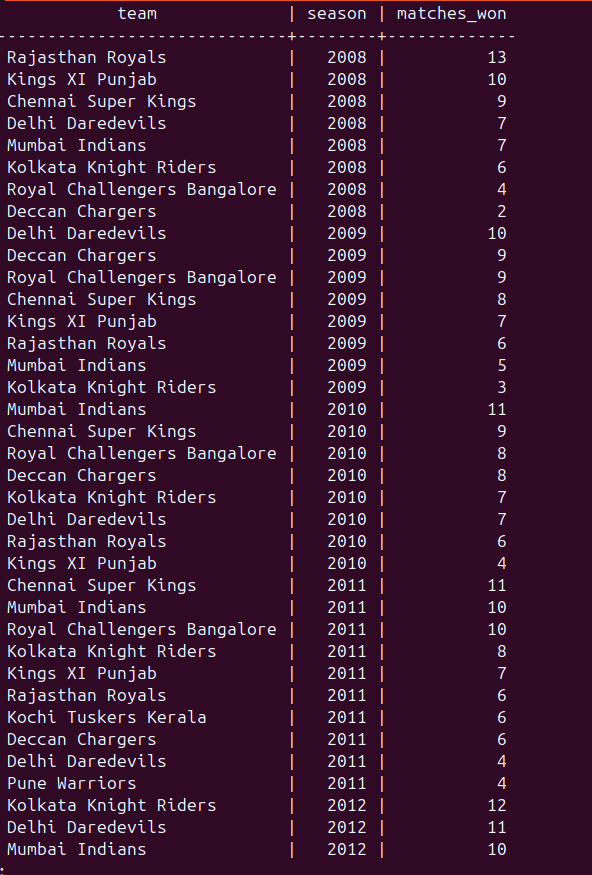 team             | season | matches_won
-----------------------------+--------+-------------
 Rajasthan Royals            |   2008 |          13
 Kings XI Punjab             |   2008 |          10
 Chennai Super Kings         |   2008 |           9
 Delhi Daredevils            |   2008 |           7
 Mumbai Indians              |   2008 |           7
 Kolkata Knight Riders       |   2008 |           6
 Royal Challengers Bangalore |   2008 |           4
 Deccan Chargers             |   2008 |           2
 Delhi Daredevils            |   2009 |          10
 Deccan Chargers             |   2009 |           9
 Royal Challengers Bangalore |   2009 |           9
 Chennai Super Kings         |   2009 |           8
 Kings XI Punjab             |   2009 |           7
 Rajasthan Royals            |   2009 |           6
 Mumbai Indians              |   2009 |           5
 Kolkata Knight Riders       |   2009 |           3
 Mumbai Indians              |   2010 |          11
 Chennai Super Kings         |   2010 |           9
 Royal Challengers Bangalore |   2010 |           8
 Deccan Chargers             |   2010 |           8
 Kolkata Knight Riders       |   2010 |           7
 Delhi Daredevils            |   2010 |           7
 Rajasthan Royals            |   2010 |           6
 Kings XI Punjab             |   2010 |           4
 Chennai Super Kings         |   2011 |          11
 Mumbai Indians              |   2011 |          10
 Royal Challengers Bangalore |   2011 |          10
 Kolkata Knight Riders       |   2011 |           8
 Kings XI Punjab             |   2011 |           7
 Rajasthan Royals            |   2011 |           6
 Kochi Tuskers Kerala        |   2011 |           6
 Deccan Chargers             |   2011 |           6
 Delhi Daredevils            |   2011 |           4
 Pune Warriors               |   2011 |           4
 Kolkata Knight Riders       |   2012 |          12
 Delhi Daredevils            |   2012 |          11
 Mumbai Indians              |   2012 |          10
: